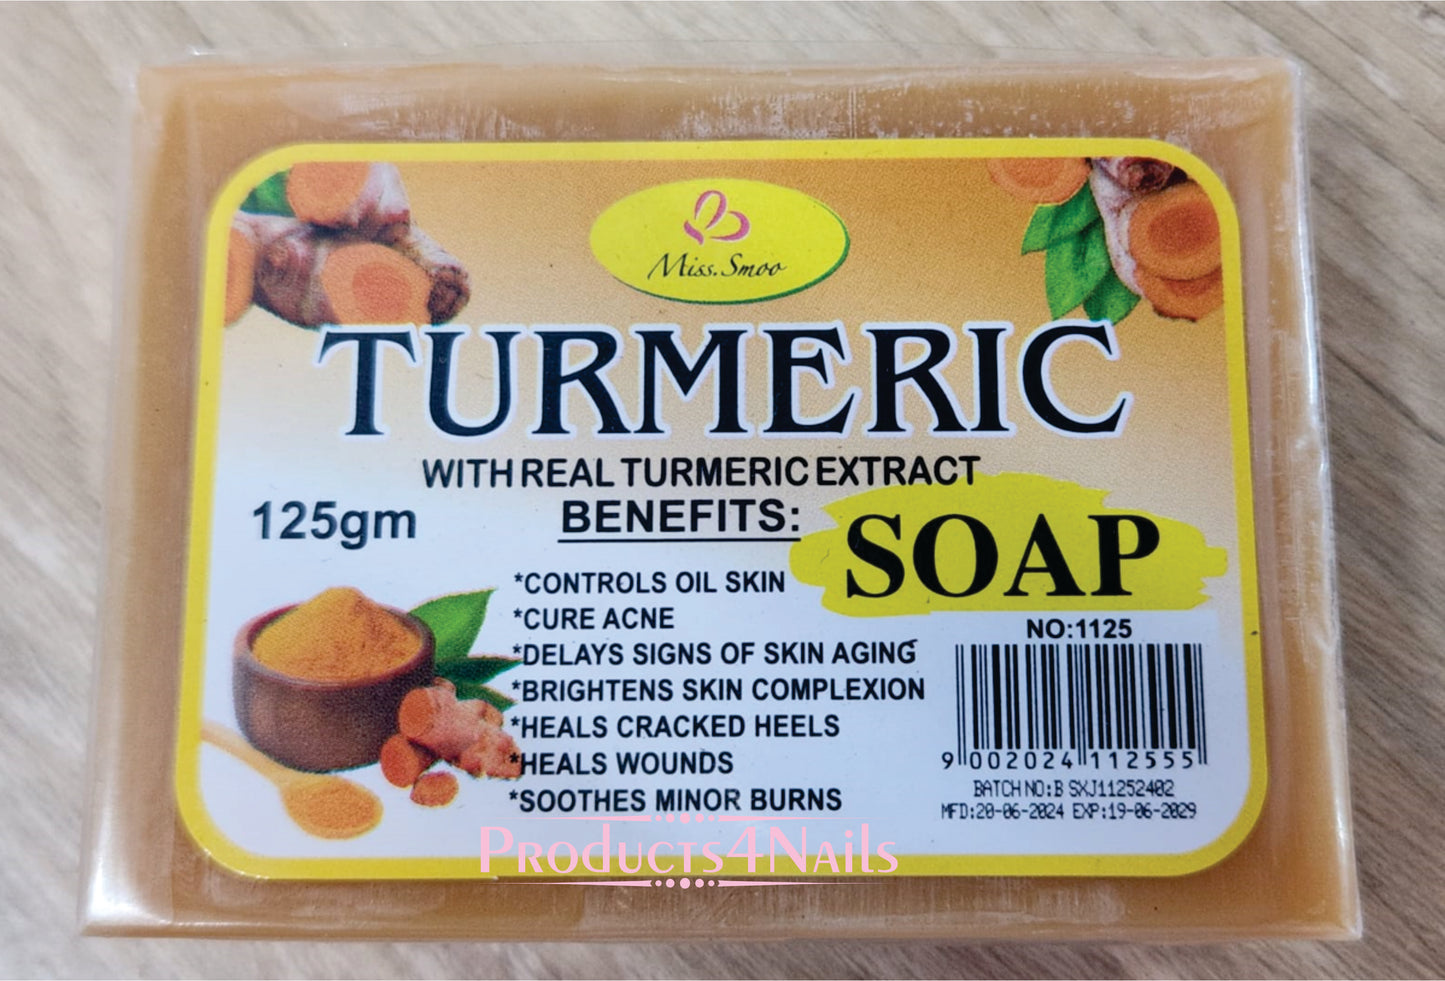 Miss. Smoo
TURMERIC
WITH REAL TURMERIC EXTRACT
125gm
BENEFITS:
SOAP
*CONTROLS OIL SKIN
*CURE ACNE
*DELAYS SIGNS OF SKIN AGING
*BRIGHTENS SKIN COMPLEXION
*HEALS CRACKED HEELS
*HEALS WOUNDS
*SOOTHES MINOR BURNS
NO:1125
9 002024 112555
BATCH NO:B SXJ11252402
MFD:20-06-2024 EXP:19-06-2029
PRODUCTS4NAILS